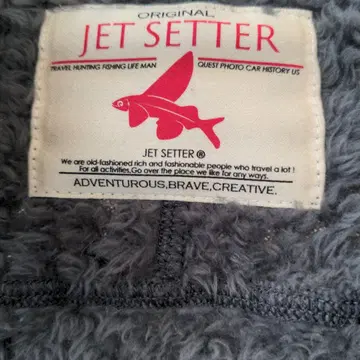 ORIGINAL
JET SETTER
TRAVEL HUNTING FISHING LIFE MAN QUEST PHOTO CAR HISTORY US
JET SETTER®
We are old-fashioned rich and fashionable people who travel a lot!
For all activities,Go over the place we like for any ways.
ADVENTUROUS,BRAVE,CREATIVE.